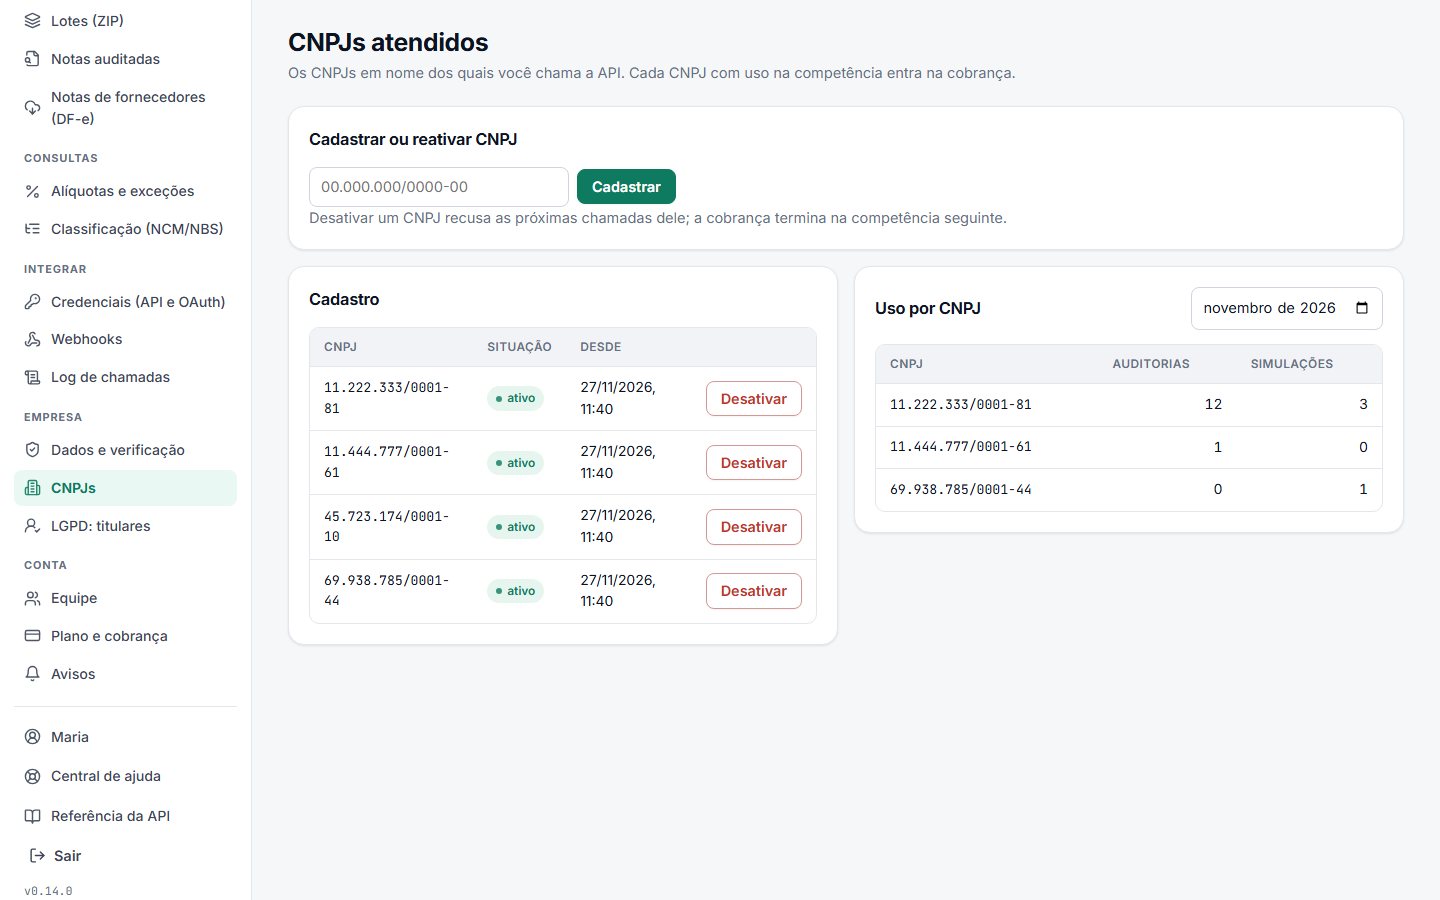 Lotes (ZIP)
Notas auditadas
Notas de fornecedores
(DF-e)
CONSULTAS
Alíquotas e exceções
Classificação (NCM/NBS)
INTEGRAR
Credenciais (API e OAuth)
Webhooks
Log de chamadas
EMPRESA
Dados e verificação
CNPJs
LGPD: titulares
CONTA
Equipe
Plano e cobrança
Avisos
Maria
Central de ajuda
Referência da API
Sair
v0.14.0
CNPJs atendidos
Os CNPJs em nome dos quais você chama a API. Cada CNPJ com uso na competência entra na cobrança.
Cadastrar ou reativar CNPJ
00.000.000/0000-00 Cadastrar
Desativar um CNPJ recusa as próximas chamadas dele; a cobrança termina na competência seguinte.
Cadastro
CNPJ SITUAÇÃO DESDE
11.222.333/0001-
81 ativo 27/11/2026,
11:40 Desativar
11.444.777/0001-
61 ativo 27/11/2026,
11:40 Desativar
45.723.174/0001-
10 ativo 27/11/2026,
11:40 Desativar
69.938.785/0001-
44 ativo 27/11/2026,
11:40 Desativar
Uso por CNPJ novembro de 2026
CNPJ AUDITORIAS SIMULAÇÕES
11.222.333/0001-81 12 3
11.444.777/0001-61 1 0
69.938.785/0001-44 0 1